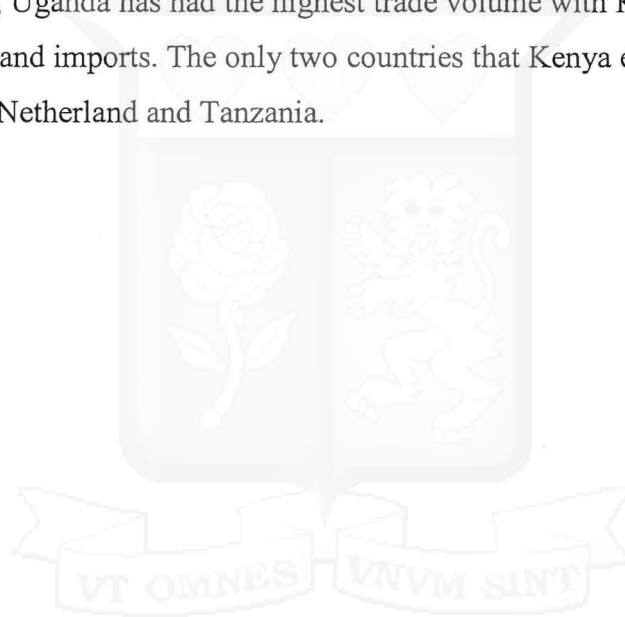 Uganda has had the highest trade volume with
and imports. The only two countries that Kenya
Netherland and Tanzania.
VT OMNES VNVM SINT